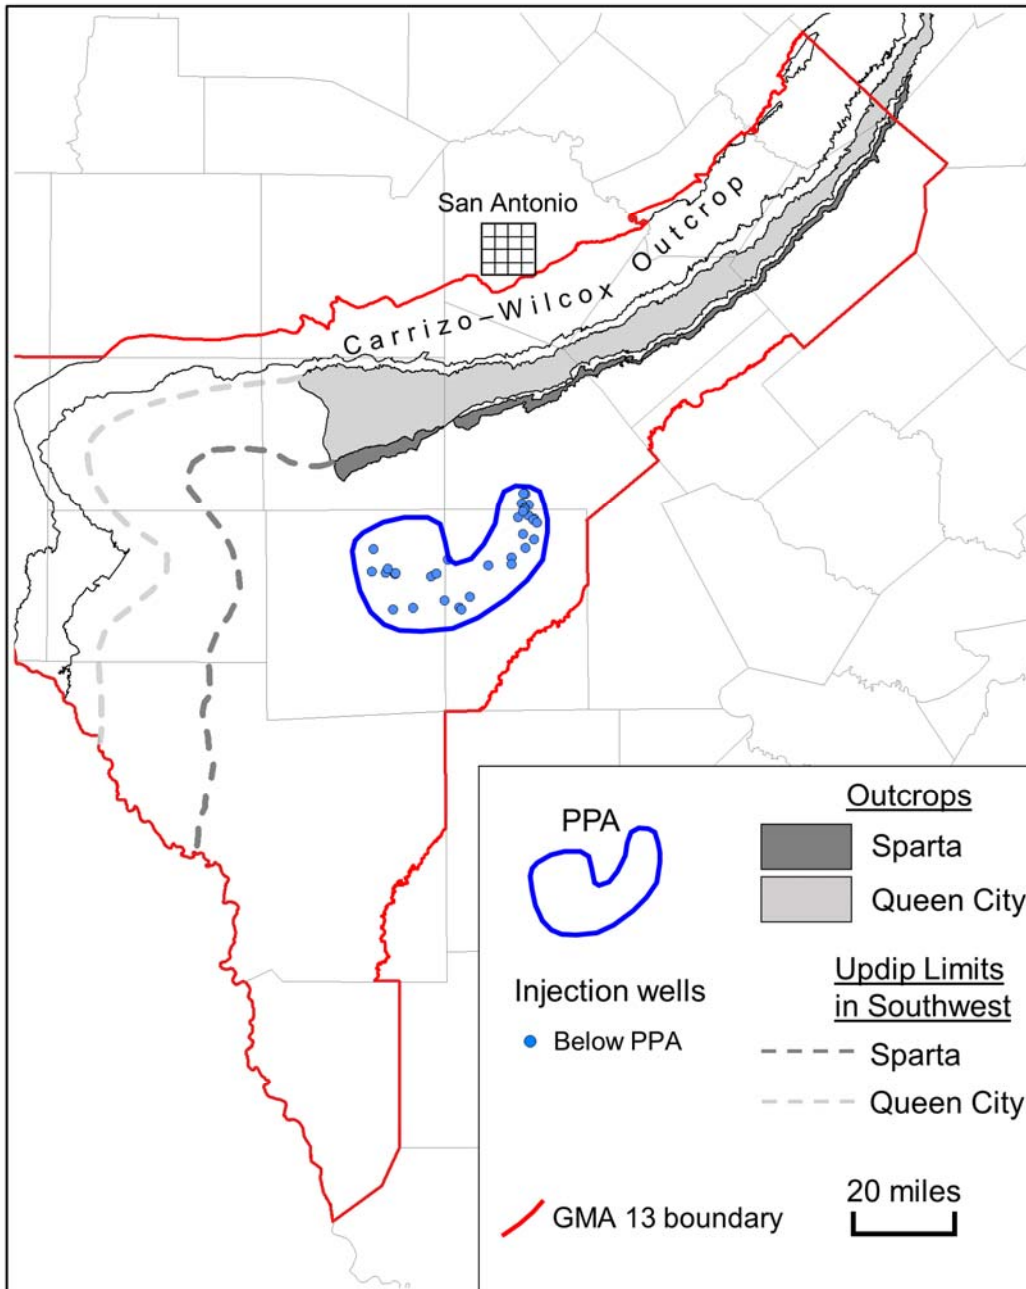 San Antonio
Carrizo–Wilcox Outcrop
PPA
Injection wells
Below PPA
GMA 13 boundary
Outcrops
Sparta
Queen City
Updip Limits
in Southwest
Sparta
Queen City
20 miles